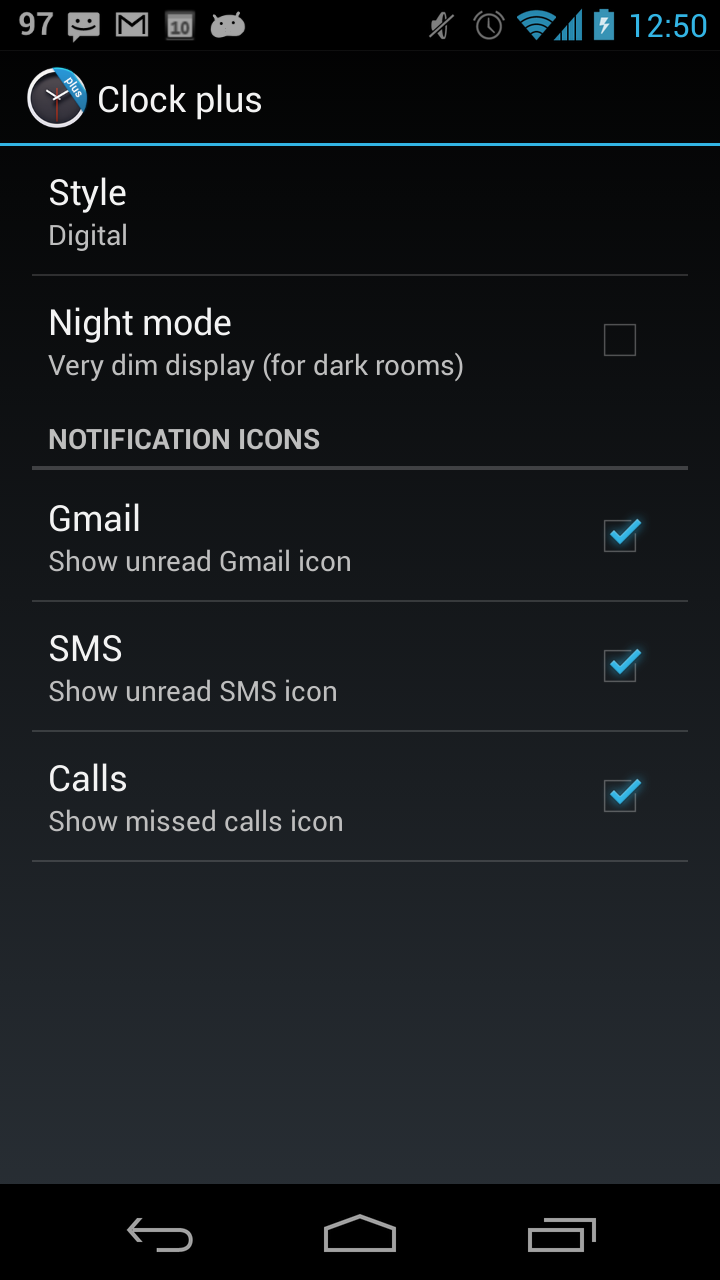 97 10 12:50
plus Clock plus
Style
Digital
Night mode
Very dim display (for dark rooms)
NOTIFICATION ICONS
Gmail
Show unread Gmail icon
SMS
Show unread SMS icon
Calls
Show missed calls icon